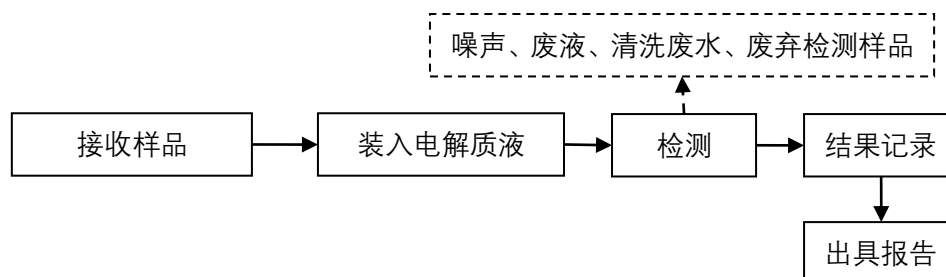 噪声、废液、清洗废水、废弃检测样品
接收样品
装入电解质液
检测
结果记录
出具报告